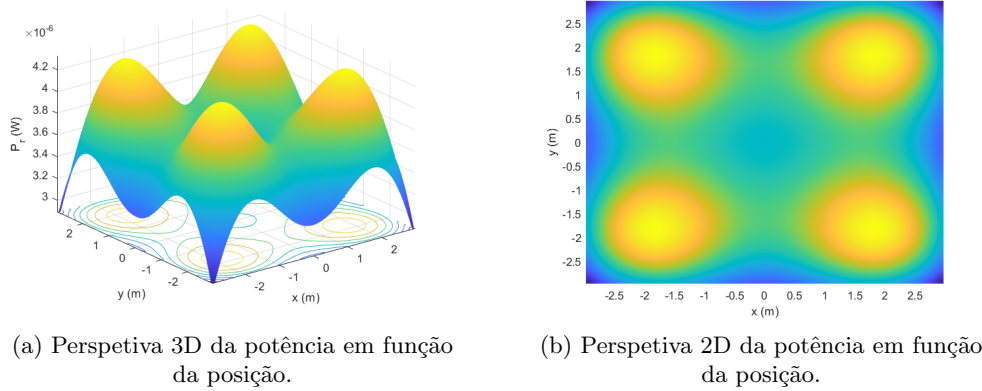 ×10⁻⁶
4.2
4
3.8
3.6
3.4
3.2
3
P_r (W)
2
1
0
-1
-2
y (m)
-2
-1
0
1
2
x (m)
(a) Perspetiva 3D da potência em função
da posição.
2.5
2
1.5
1
0.5
0
-0.5
-1
-1.5
-2
-2.5
y (m)
-2.5 -2 -1.5 -1 -0.5 0 0.5 1 1.5 2 2.5
x (m)
(b) Perspetiva 2D da potência em função
da posição.